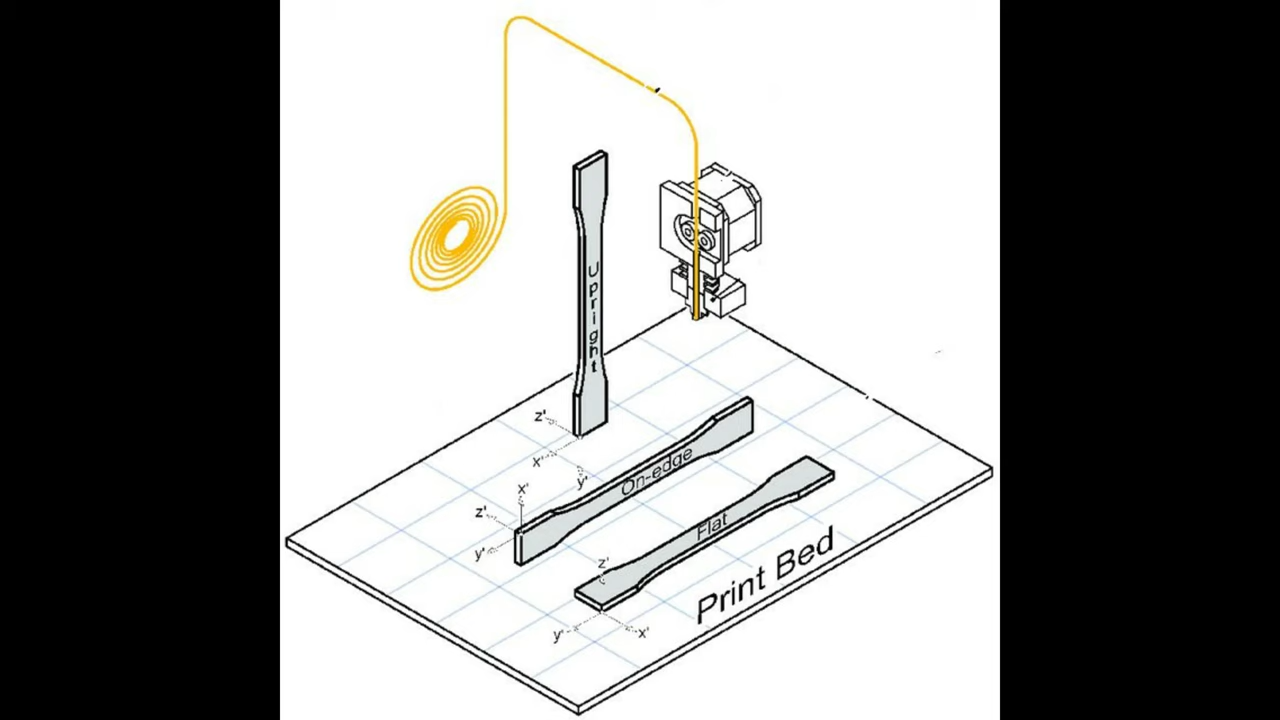 Upright
z'
x'
y'
x'
z'
y'
On-edge
Flat
z'
y'
x'
Print Bed